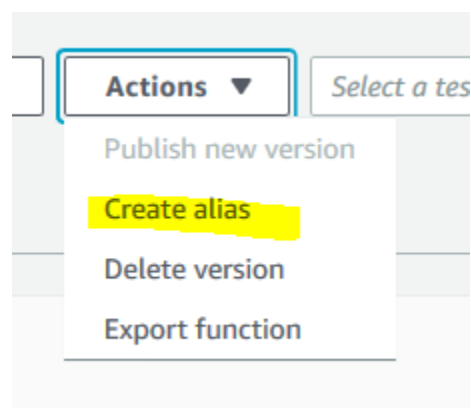 Actions ▼ Select a tes
Publish new version
Create alias
Delete version
Export function